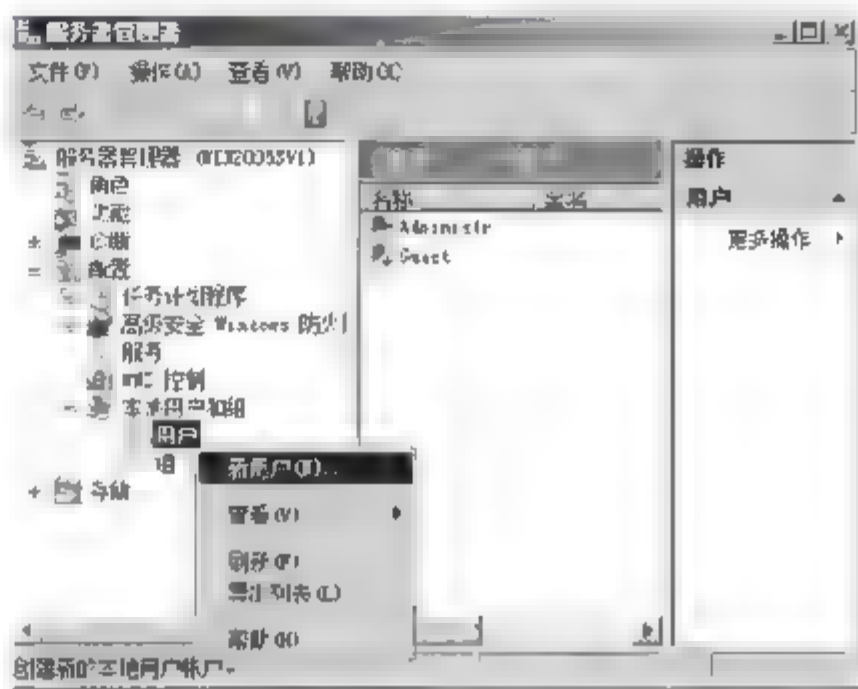 服务器管理器
文件(F) 操作(A) 查看(V) 帮助(H)
服务器管理器
角色
功能
诊断
配置
任务计划程序
高级安全 Windows 防火
服务
WMI 控制
本地用户和组
用户
组
存储
名称
全名
Administr
Guest
操作
用户
更多操作
新用户(N)...
查看(V)
刷新(F)
导出列表(L)
帮助(H)
创建新的本地用户帐户。